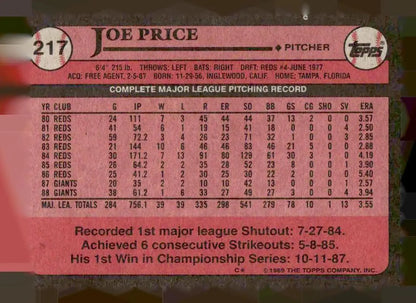 217
JOE PRICE
PITCHER
Topps
6'4" 215 lb. THROWS: LEFT BATS: RIGHT DRFT: REDS #4-JUNE 1977
ACQ: FREE AGENT, 2-5-87 BORN: 11-29-56, INGLEWOOD, CALIF. HOME: TAMPA, FLORIDA
COMPLETE MAJOR LEAGUE PITCHING RECORD
YR CLUB G IP W L R ER SO BB GS CG SHO SV ERA
80 REDS 24 111 7 3 45 44 44 37 13 2 0 0 3.57
81 REDS 41 54 6 1 19 15 41 18 0 0 0 4 2.50
82 REDS 59 72.2 3 4 26 23 71 32 1 0 0 3 2.85
83 REDS 21 144 10 6 46 46 83 46 21 5 0 0 2.88
84 REDS 30 171.2 7 13 91 80 129 61 30 3 1 0 4.19
85 REDS 26 64.2 2 2 35 28 52 23 8 0 0 1 3.90
86 REDS 25 41.2 1 2 30 25 30 22 2 0 0 0 5.40
87 GIANTS 20 35 2 2 10 10 42 13 0 0 0 1 2.57
88 GIANTS 38 61.2 1 6 33 27 49 27 3 0 0 4 3.94
MAJ. LEA. TOTALS 284 756.1 39 39 335 298 541 279 78 10 1 13 3.55
Recorded 1st major league Shutout: 7-27-84.
Achieved 6 consecutive Strikeouts: 5-8-85.
His 1st Win in Championship Series: 10-11-87.
C* ©1989 THE TOPPS COMPANY, INC.